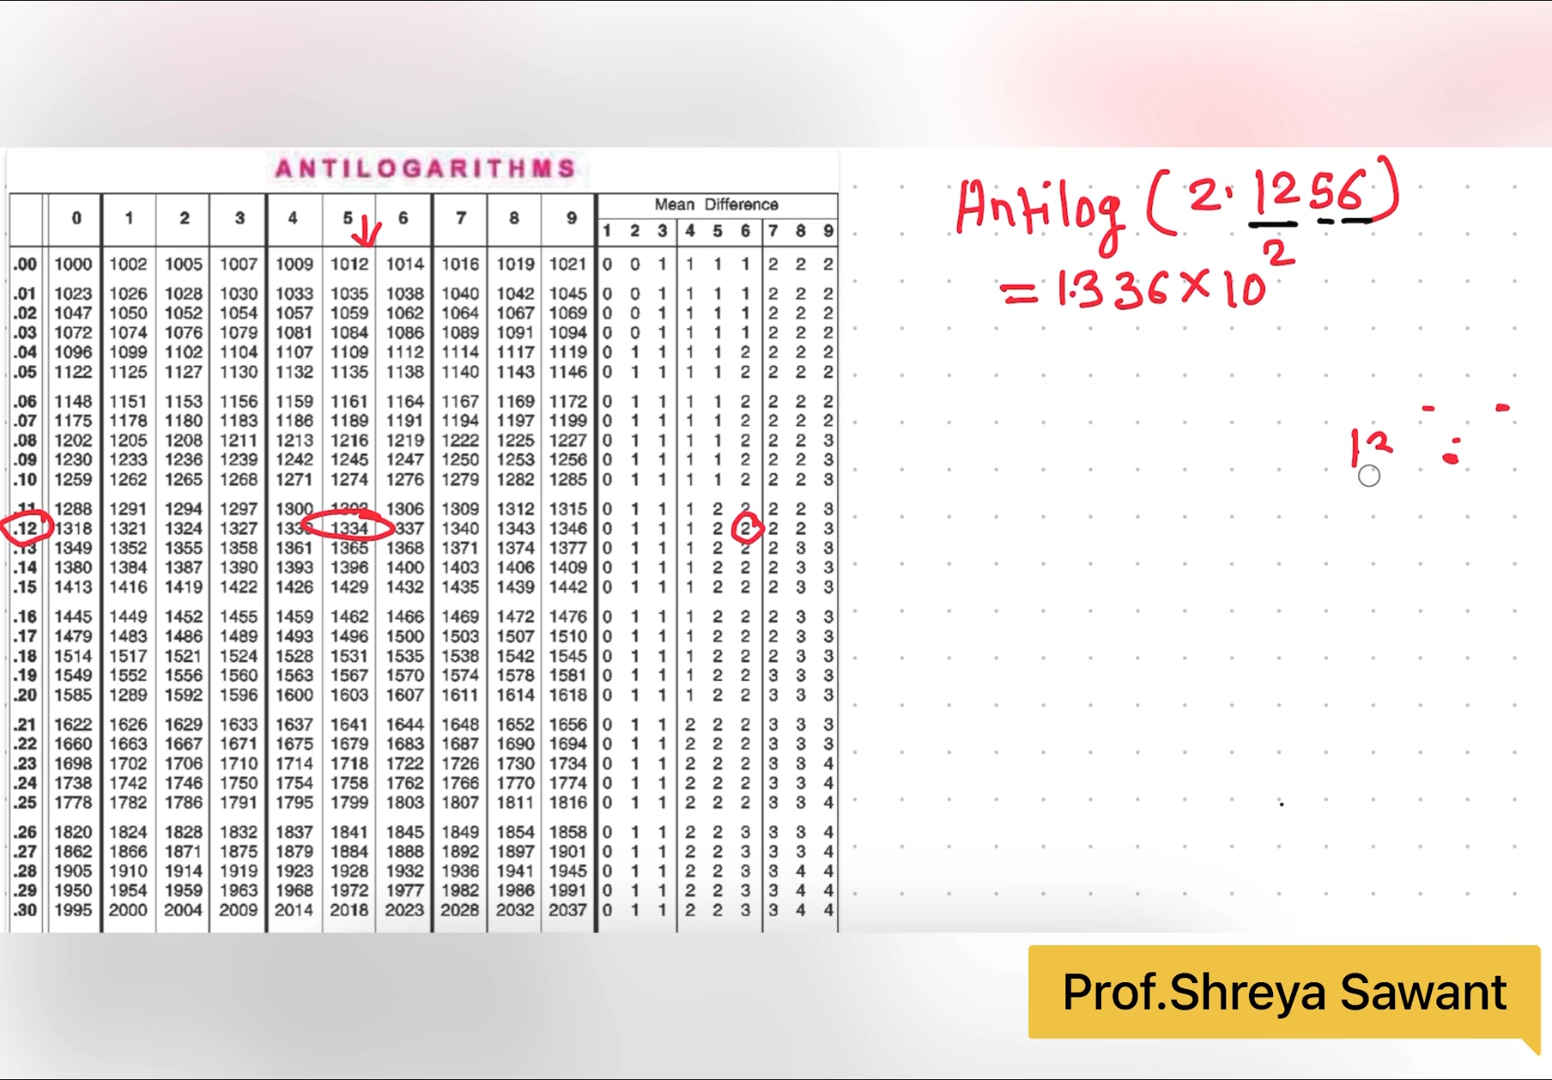 ANTILOGARITHMS
Mean Difference
0 1 2 3 4 5 6 7 8 9 1 2 3 4 5 6 7 8 9
.00 1000 1002 1005 1007 1009 1012 1014 1016 1019 1021 0 0 1 1 1 1 2 2 2
.01 1023 1026 1028 1030 1033 1035 1038 1040 1042 1045 0 0 1 1 1 1 2 2 2
.02 1047 1050 1052 1054 1057 1059 1062 1064 1067 1069 0 0 1 1 1 1 2 2 2
.03 1072 1074 1076 1079 1081 1084 1086 1089 1091 1094 0 0 1 1 1 1 2 2 2
.04 1096 1099 1102 1104 1107 1109 1112 1114 1117 1119 0 1 1 1 1 2 2 2 2
.05 1122 1125 1127 1130 1132 1135 1138 1140 1143 1146 0 1 1 1 1 2 2 2 2
.06 1148 1151 1153 1156 1159 1161 1164 1167 1169 1172 0 1 1 1 1 2 2 2 2
.07 1175 1178 1180 1183 1186 1189 1191 1194 1197 1199 0 1 1 1 1 2 2 2 2
.08 1202 1205 1208 1211 1213 1216 1219 1222 1225 1227 0 1 1 1 1 2 2 2 3
.09 1230 1233 1236 1239 1242 1245 1247 1250 1253 1256 0 1 1 1 1 2 2 2 3
.10 1259 1262 1265 1268 1271 1274 1276 1279 1282 1285 0 1 1 1 1 2 2 2 3
.11 1288 1291 1294 1297 1300 1306 1309 1312 1315 0 1 1 1 2 2 2 2 3
.12 1318 1321 1324 1327 1334 1340 1343 1346 0 1 1 1 2 2 2 2 3
.13 1349 1352 1355 1358 1361 1365 1368 1371 1374 1377 0 1 1 1 2 2 2 3 3
.14 1380 1384 1387 1390 1393 1396 1400 1403 1406 1409 0 1 1 1 2 2 2 3 3
.15 1413 1416 1419 1422 1426 1429 1432 1435 1439 1442 0 1 1 1 2 2 2 3 3
.16 1445 1449 1452 1455 1459 1462 1466 1469 1472 1476 0 1 1 1 2 2 2 3 3
.17 1479 1483 1486 1489 1493 1496 1500 1503 1507 1510 0 1 1 1 2 2 2 3 3
.18 1514 1517 1521 1524 1528 1531 1535 1538 1542 1545 0 1 1 1 2 2 2 3 3
.19 1549 1552 1556 1560 1563 1567 1570 1574 1578 1581 0 1 1 1 2 2 3 3 3
.20 1585 1289 1592 1596 1600 1603 1607 1611 1614 1618 0 1 1 1 2 2 3 3 3
.21 1622 1626 1629 1633 1637 1641 1644 1648 1652 1656 0 1 1 2 2 2 3 3 3
.22 1660 1663 1667 1671 1675 1679 1683 1687 1690 1694 0 1 1 2 2 2 3 3 3
.23 1698 1702 1706 1710 1714 1718 1722 1726 1730 1734 0 1 1 2 2 2 3 3 4
.24 1738 1742 1746 1750 1754 1758 1762 1766 1770 1774 0 1 1 2 2 2 3 3 4
.25 1778 1782 1786 1791 1795 1799 1803 1807 1811 1816 0 1 1 2 2 2 3 3 4
.26 1820 1824 1828 1832 1837 1841 1845 1849 1854 1858 0 1 1 2 2 3 3 3 4
.27 1862 1866 1871 1875 1879 1884 1888 1892 1897 1901 0 1 1 2 2 3 3 3 4
.28 1905 1910 1914 1919 1923 1928 1932 1936 1941 1945 0 1 1 2 2 3 3 4 4
.29 1950 1954 1959 1963 1968 1972 1977 1982 1986 1991 0 1 1 2 2 3 3 4 4
.30 1995 2000 2004 2009 2014 2018 2023 2028 2032 2037 0 1 1 2 2 3 3 4 4
Antilog (2.1256)
= 1.336 × 10²
12
Prof.Shreya Sawant